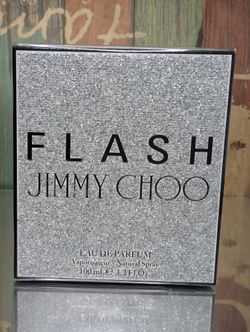 FLASH
JIMMY CHOO
EAU DE PARFUM
Vaporisateur - Natural Spray
100 ml ℮ 3.3 fl.Oz.